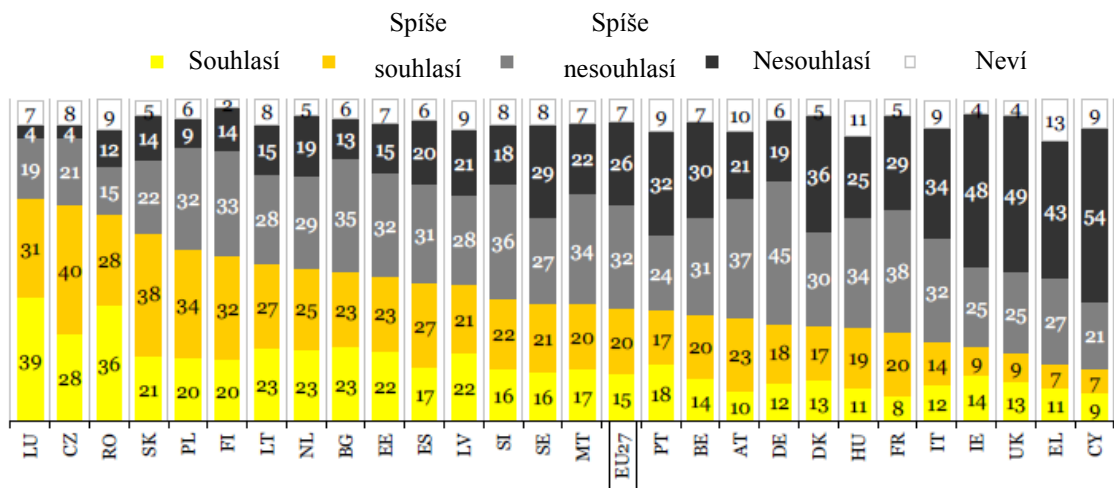 Spíše Spíše
Souhlasí souhlasí nesouhlasí Nesouhlasí Neví
7 8 9 5 6 2 8 5 6 7 6 9 8 8 7 7 9 7 10 6 5 11 5 9 4 4 13 9
4 4 12 14 9 14 15 19 13 15 20 21 18 29 22 26 32 30 21 19 36 25 29 34 48 49 43 54
19 21 15 22 32 33 28 29 35 32 31 28 36 27 34 32 24 31 37 45 30 34 38 32 25 25 27 21
31 40 28 38 34 32 27 25 23 23 27 21 22 21 20 20 17 20 23 18 17 19 20 14 9 9 7 7
39 28 36 21 20 20 23 23 23 22 17 22 16 16 17 15 18 14 10 12 13 11 8 12 14 13 11 9
LU CZ RO SK PL FI LT NL BG EE ES LV SI SE MT EU27 PT BE AT DE DK HU FR IT IE UK EL CY